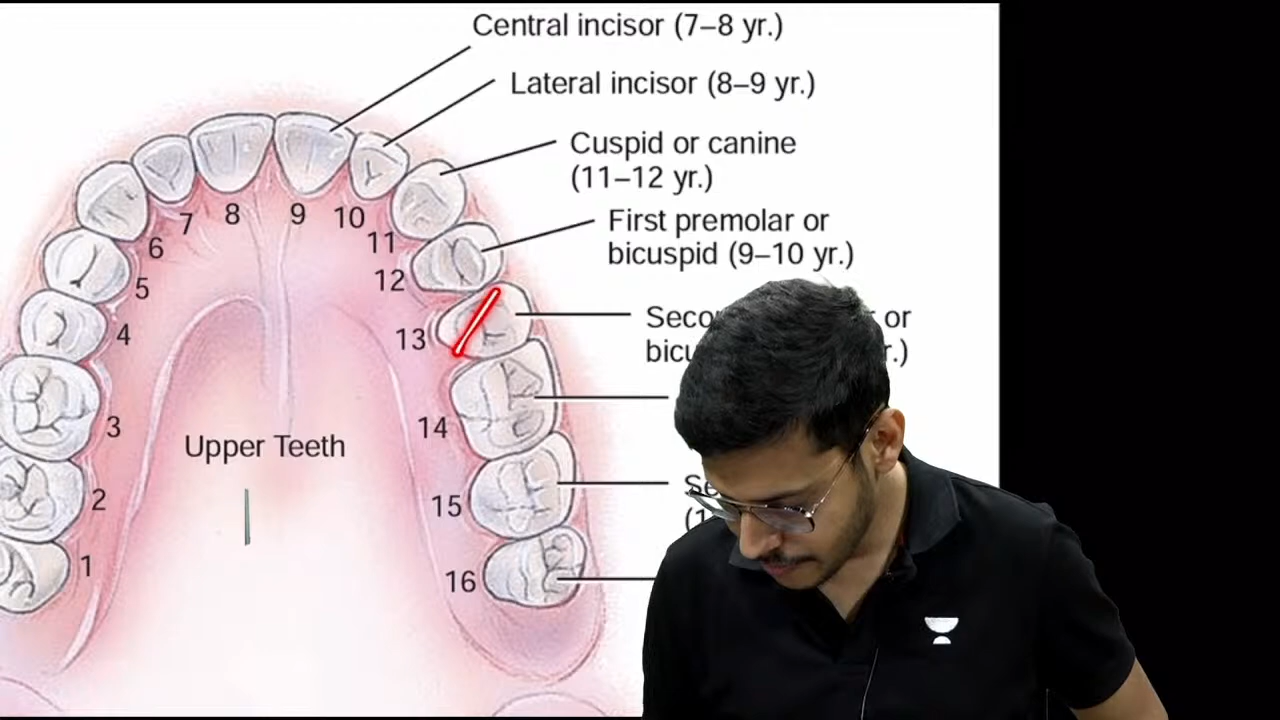 Central incisor (7–8 yr.)
Lateral incisor (8–9 yr.)
Cuspid or canine
(11–12 yr.)
First premolar or
bicuspid (9–10 yr.)
or
Upper Teeth
1
2
3
4
5
6
7
8
9
10
11
12
13
14
15
16